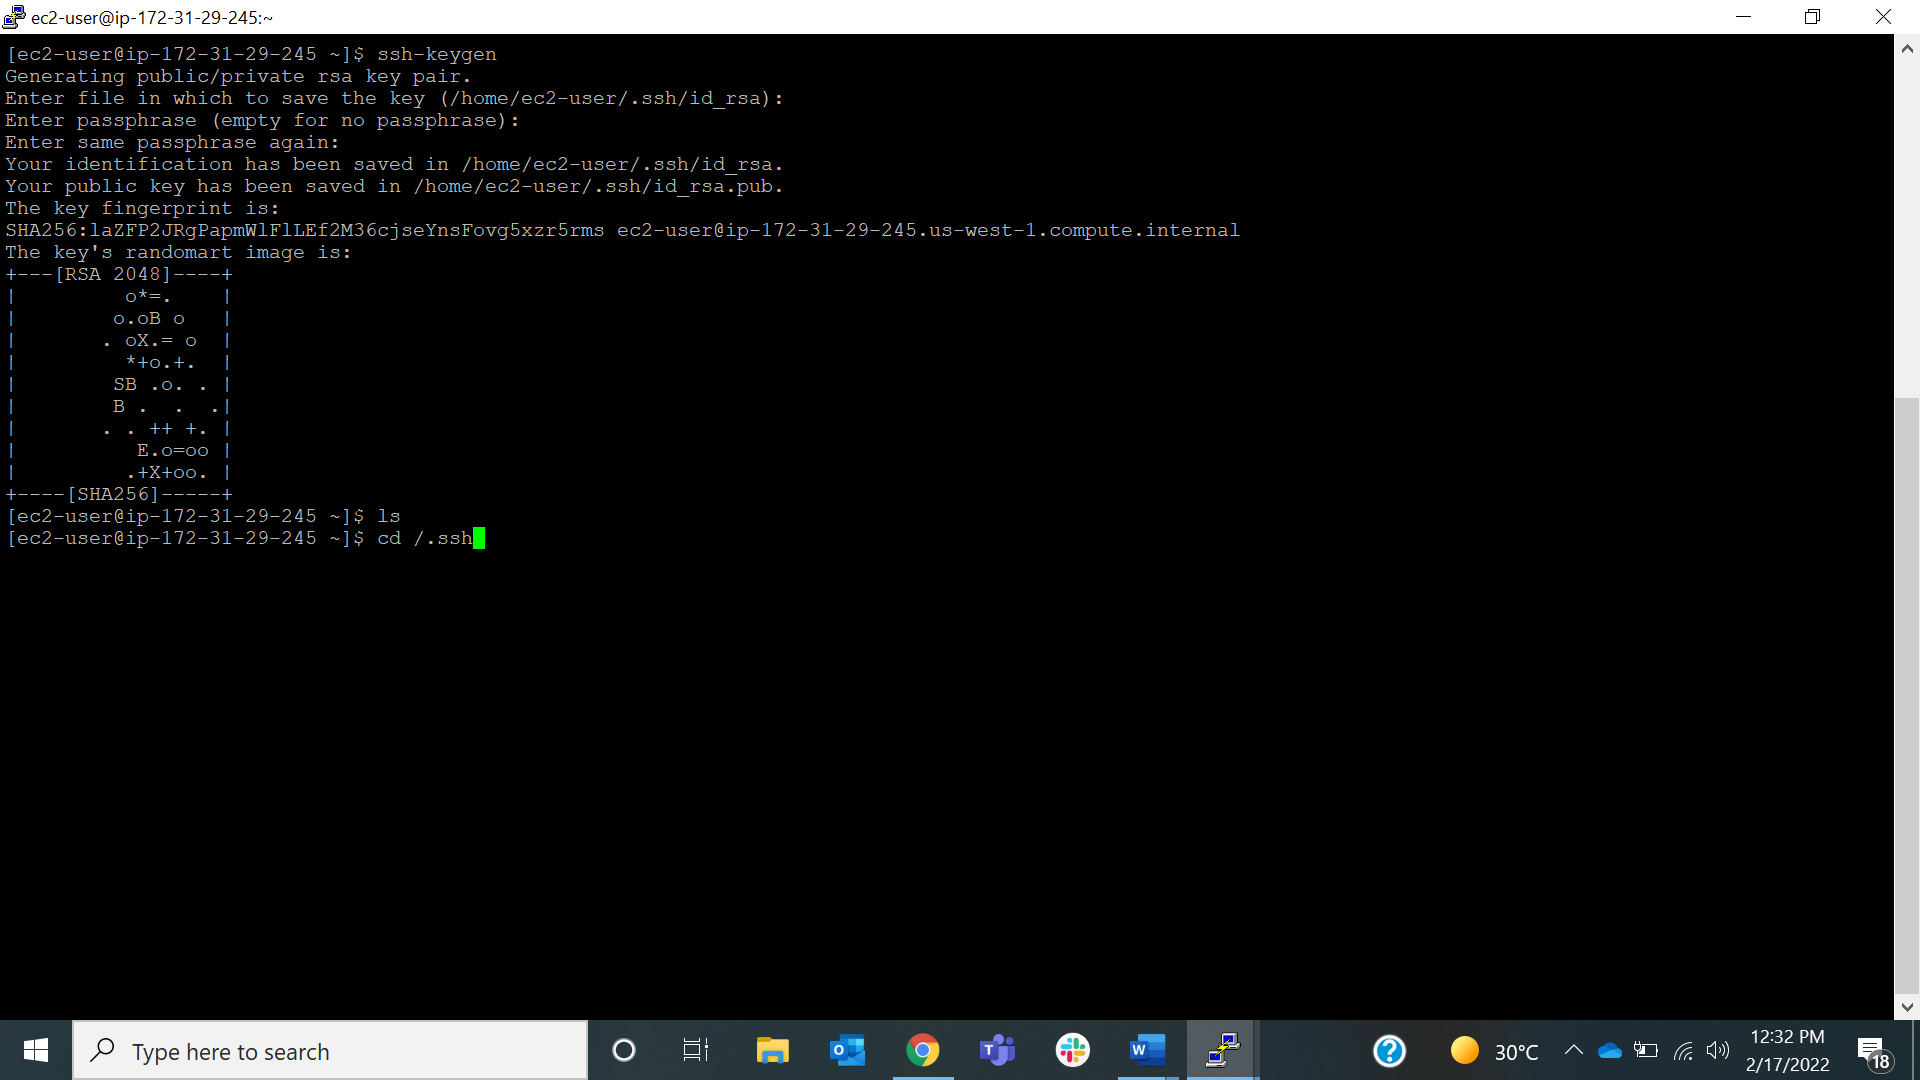 ec2-user@ip-172-31-29-245:~
[ec2-user@ip-172-31-29-245 ~]$ ssh-keygen
Generating public/private rsa key pair.
Enter file in which to save the key (/home/ec2-user/.ssh/id_rsa):
Enter passphrase (empty for no passphrase):
Enter same passphrase again:
Your identification has been saved in /home/ec2-user/.ssh/id_rsa.
Your public key has been saved in /home/ec2-user/.ssh/id_rsa.pub.
The key fingerprint is:
SHA256:laZFP2JRgPapmWlFlLEf2M36cjseYnsFovg5xzr5rms ec2-user@ip-172-31-29-245.us-west-1.compute.internal
The key's randomart image is:
+---[RSA 2048]----+
|         o*=.    |
|        o.oB o   |
|       . oX.= o  |
|         *+o.+.  |
|        SB .o. . |
|        B .  .  .|
|       . . ++ +. |
|          E.o=oo |
|         .+X+oo. |
+----[SHA256]-----+
[ec2-user@ip-172-31-29-245 ~]$ ls
[ec2-user@ip-172-31-29-245 ~]$ cd /.ssh
Type here to search
30°C
12:32 PM
2/17/2022
18